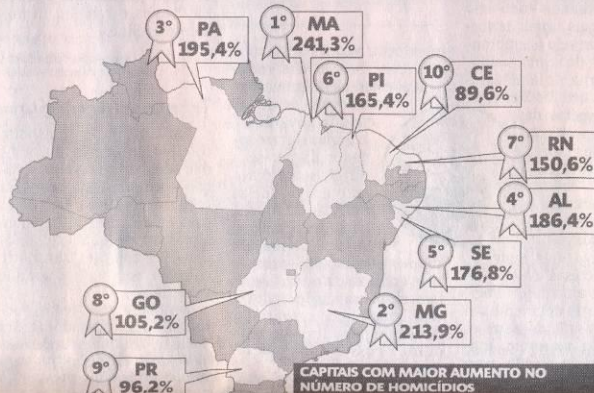 3º PA
195,4%
1º MA
241,3%
6º PI
165,4%
10º CE
89,6%
7º RN
150,6%
4º AL
186,4%
5º SE
176,8%
8º GO
105,2%
2º MG
213,9%
9º PR
96,2%
CAPITAIS COM MAIOR AUMENTO NO
NÚMERO DE HOMICÍDIOS